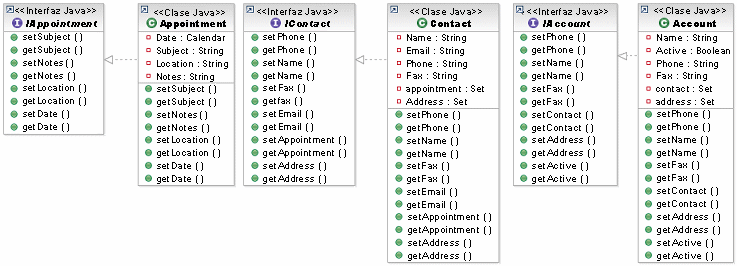 <<Interfaz Java>>
IAppointment
setSubject ( )
getSubject ( )
setNotes ( )
getNotes ( )
setLocation ( )
getLocation ( )
setDate ( )
getDate ( )
<<Clase Java>>
Appointment
Date : Calendar
Subject : String
Location : String
Notes : String
setSubject ( )
getSubject ( )
setNotes ( )
getNotes ( )
setLocation ( )
getLocation ( )
setDate ( )
getDate ( )
<<Interfaz Java>>
IContact
setPhone ( )
getPhone ( )
setName ( )
getName ( )
setFax ( )
getfax ( )
setEmail ( )
getEmail ( )
setAppointment ( )
getAppointment ( )
setAddress ( )
getAddress ( )
<<Clase Java>>
Contact
Name : String
Email : String
Phone : String
Fax : String
appointment : Set
Address : Set
setPhone ( )
getPhone ( )
setName ( )
getName ( )
setFax ( )
getFax ( )
setEmail ( )
getEmail ( )
setAppointment ( )
getAppointment ( )
setAddress ( )
getAddress ( )
<<Interfaz Java>>
IAccount
setPhone ( )
getPhone ( )
setName ( )
getName ( )
setFax ( )
getFax ( )
setContact ( )
getContact ( )
setAddress ( )
getAddress ( )
setActive ( )
getActive ( )
<<Clase Java>>
Account
Name : String
Active : Boolean
Phone : String
Fax : String
contact : Set
address : Set
setPhone ( )
getPhone ( )
setName ( )
getName ( )
setFax ( )
getFax ( )
setContact ( )
getContact ( )
setAddress ( )
getAddress ( )
setActive ( )
getActive ( )